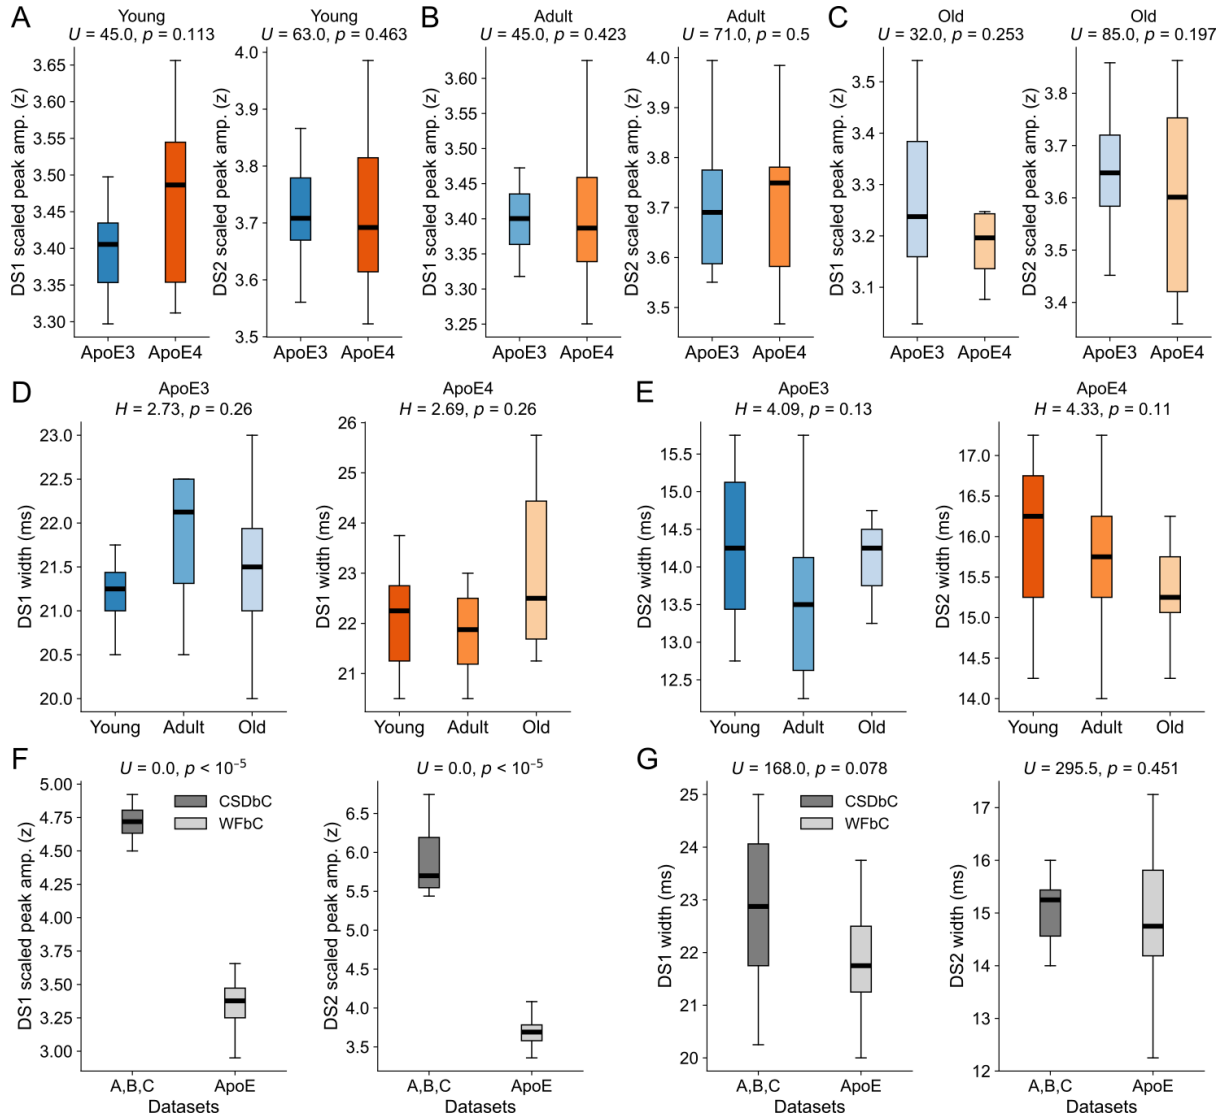 A
Young
U = 45.0, p = 0.113
DS1 scaled peak amp. (z)
3.65
3.60
3.55
3.50
3.45
3.40
3.35
3.30
ApoE3 ApoE4
Young
U = 63.0, p = 0.463
DS2 scaled peak amp. (z)
4.0
3.9
3.8
3.7
3.6
3.5
ApoE3 ApoE4
B
Adult
U = 45.0, p = 0.423
DS1 scaled peak amp. (z)
3.60
3.55
3.50
3.45
3.40
3.35
3.30
3.25
ApoE3 ApoE4
Adult
U = 71.0, p = 0.5
DS2 scaled peak amp. (z)
4.0
3.9
3.8
3.7
3.6
3.5
ApoE3 ApoE4
C
Old
U = 32.0, p = 0.253
DS1 scaled peak amp. (z)
3.5
3.4
3.3
3.2
3.1
ApoE3 ApoE4
Old
U = 85.0, p = 0.197
DS2 scaled peak amp. (z)
3.8
3.7
3.6
3.5
3.4
ApoE3 ApoE4
D
ApoE3
H = 2.73, p = 0.26
DS1 width (ms)
23.0
22.5
22.0
21.5
21.0
20.5
20.0
Young Adult Old
ApoE4
H = 2.69, p = 0.26
DS1 width (ms)
26
25
24
23
22
21
Young Adult Old
E
ApoE3
H = 4.09, p = 0.13
DS2 width (ms)
15.5
15.0
14.5
14.0
13.5
13.0
12.5
Young Adult Old
ApoE4
H = 4.33, p = 0.11
DS2 width (ms)
17.0
16.5
16.0
15.5
15.0
14.5
14.0
Young Adult Old
F
U = 0.0, p < 10⁻⁵
DS1 scaled peak amp. (z)
5.00
4.75
4.50
4.25
4.00
3.75
3.50
3.25
3.00
CSDbC
WFbC
A,B,C ApoE
Datasets
U = 0.0, p < 10⁻⁵
DS2 scaled peak amp. (z)
6.5
6.0
5.5
5.0
4.5
4.0
3.5
A,B,C ApoE
Datasets
G
U = 168.0, p = 0.078
DS1 width (ms)
25
24
23
22
21
20
CSDbC
WFbC
A,B,C ApoE
Datasets
U = 295.5, p = 0.451
DS2 width (ms)
17
16
15
14
13
12
A,B,C ApoE
Datasets